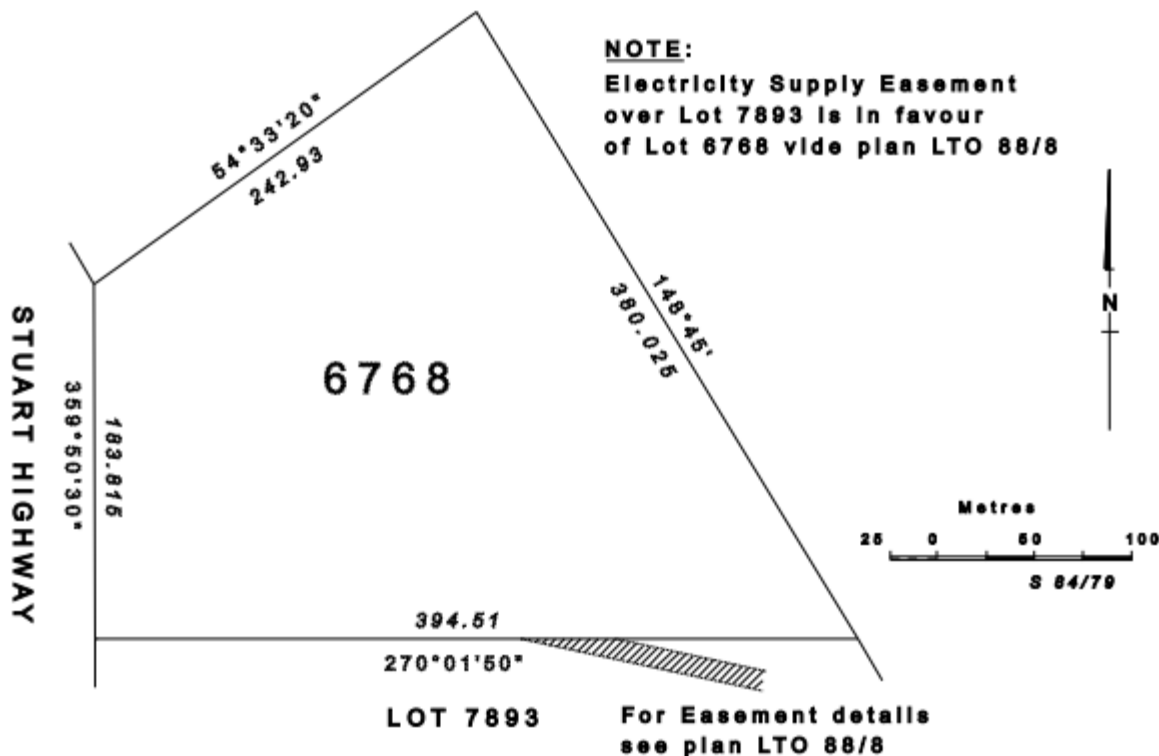 NOTE:
Electricity Supply Easement
over Lot 7893 is in favour
of Lot 6768 vide plan LTO 88/8
54°33'20"
242.93
148°45'
380.025
N
6768
STUART HIGHWAY
359°50'30"
183.815
Metres
25 0 50 100
S 84/79
394.51
270°01'50"
LOT 7893
For Easement details
see plan LTO 88/8